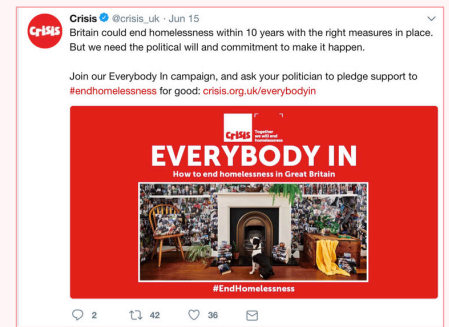 Crisis @crisis_uk · Jun 15
Britain could end homelessness within 10 years with the right measures in place.
But we need the political will and commitment to make it happen.
Join our Everybody In campaign, and ask your politician to pledge support to
#endhomelessness for good: crisis.org.uk/everybodyin
Crisis
Crisis
Together
we will end
homelessness
EVERYBODY IN
How to end homelessness in Great Britain
#EndHomelessness
2 42 36